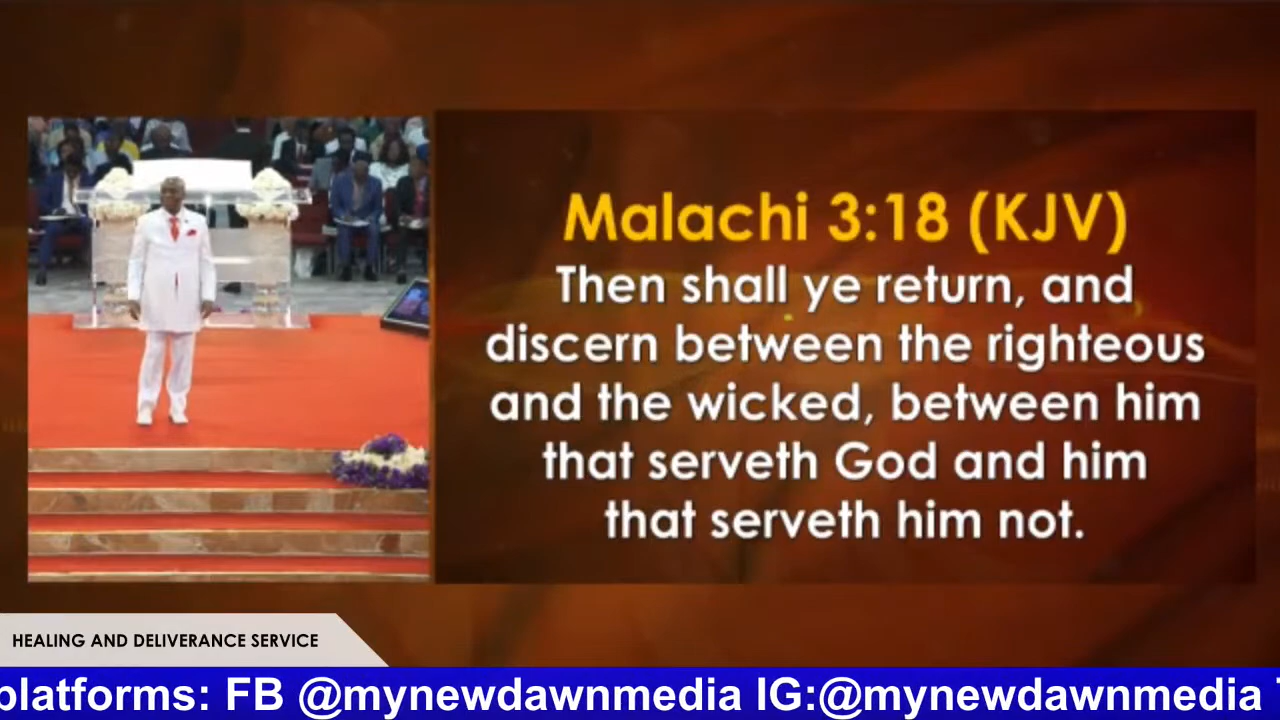 Malachi 3:18 (KJV)
Then shall ye return, and
discern between the righteous
and the wicked, between him
that serveth God and him
that serveth him not.
HEALING AND DELIVERANCE SERVICE
platforms: FB @mynewdawnmedia IG:@mynewdawnmedia